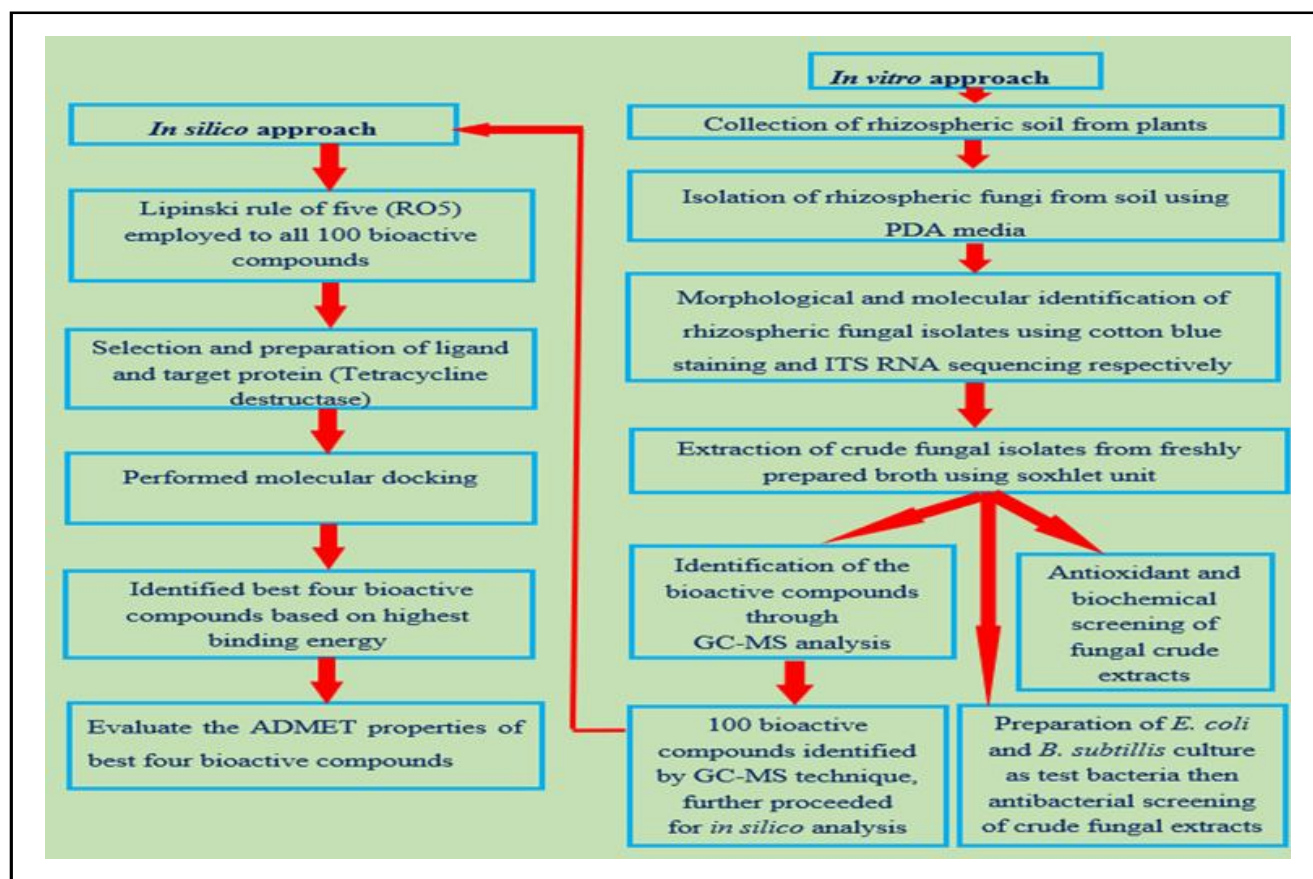 In vitro approach
Collection of rhizospheric soil from plants
Isolation of rhizospheric fungi from soil using
PDA media
Morphological and molecular identification of
rhizospheric fungal isolates using cotton blue
staining and ITS RNA sequencing respectively
Extraction of crude fungal isolates from freshly
prepared broth using soxhlet unit
Identification of the
bioactive compounds
through
GC-MS analysis
Antioxidant and
biochemical
screening of
fungal crude
extracts
100 bioactive
compounds identified
by GC-MS technique,
further proceeded
for in silico analysis
Preparation of E. coli
and B. subtillis culture
as test bacteria then
antibacterial screening
of crude fungal extracts
In silico approach
Lipinski rule of five (RO5)
employed to all 100 bioactive
compounds
Selection and preparation of ligand
and target protein (Tetracycline
destructase)
Performed molecular docking
Identified best four bioactive
compounds based on highest
binding energy
Evaluate the ADMET properties of
best four bioactive compounds